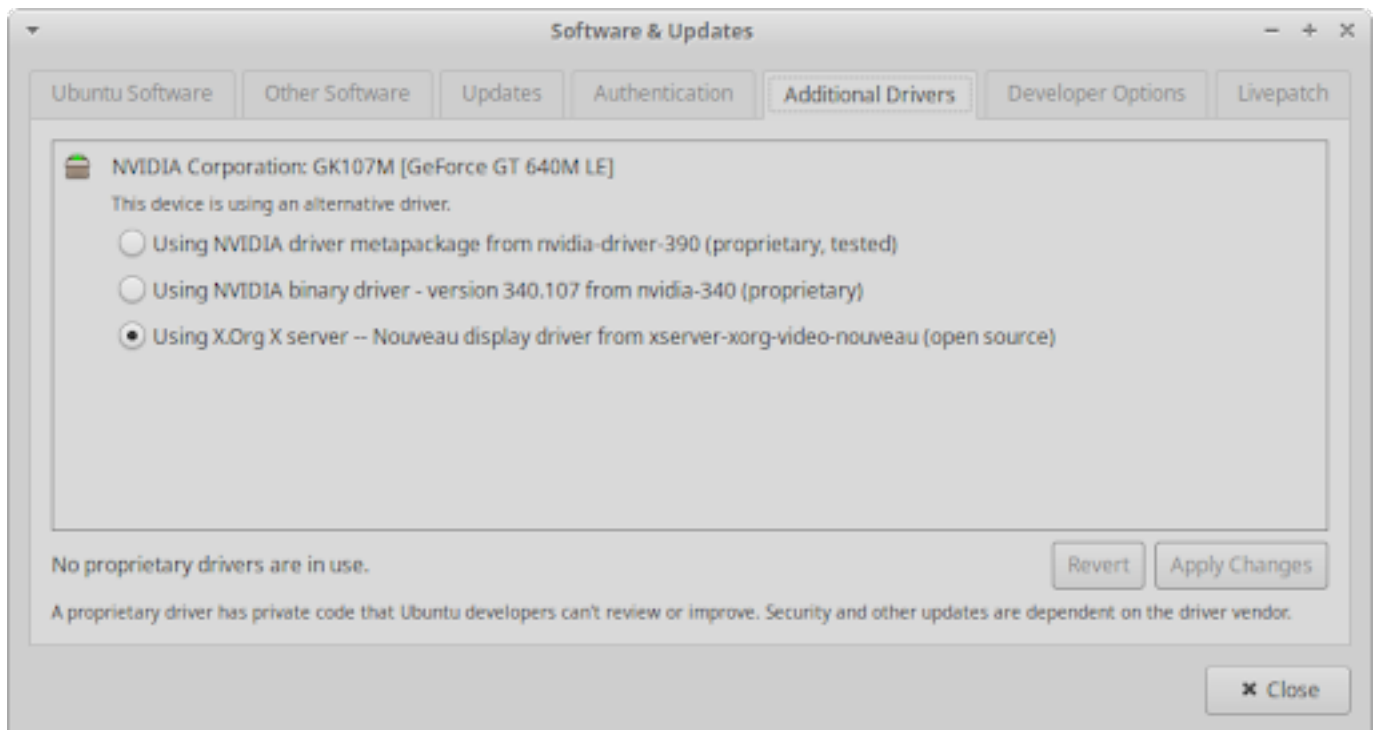 Software & Updates
Ubuntu Software Other Software Updates Authentication Additional Drivers Developer Options Livepatch
NVIDIA Corporation: GK107M [GeForce GT 640M LE]
This device is using an alternative driver.
Using NVIDIA driver metapackage from nvidia-driver-390 (proprietary, tested)
Using NVIDIA binary driver - version 340.107 from nvidia-340 (proprietary)
Using X.Org X server -- Nouveau display driver from xserver-xorg-video-nouveau (open source)
No proprietary drivers are in use. Revert Apply Changes
A proprietary driver has private code that Ubuntu developers can't review or improve. Security and other updates are dependent on the driver vendor.
Close